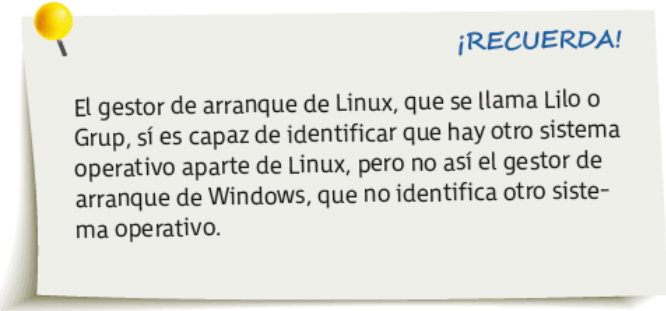 ¡RECUERDA!
El gestor de arranque de Linux, que se llama Lilo o
Grup, sí es capaz de identificar que hay otro sistema
operativo aparte de Linux, pero no así el gestor de
arranque de Windows, que no identifica otro siste-
ma operativo.